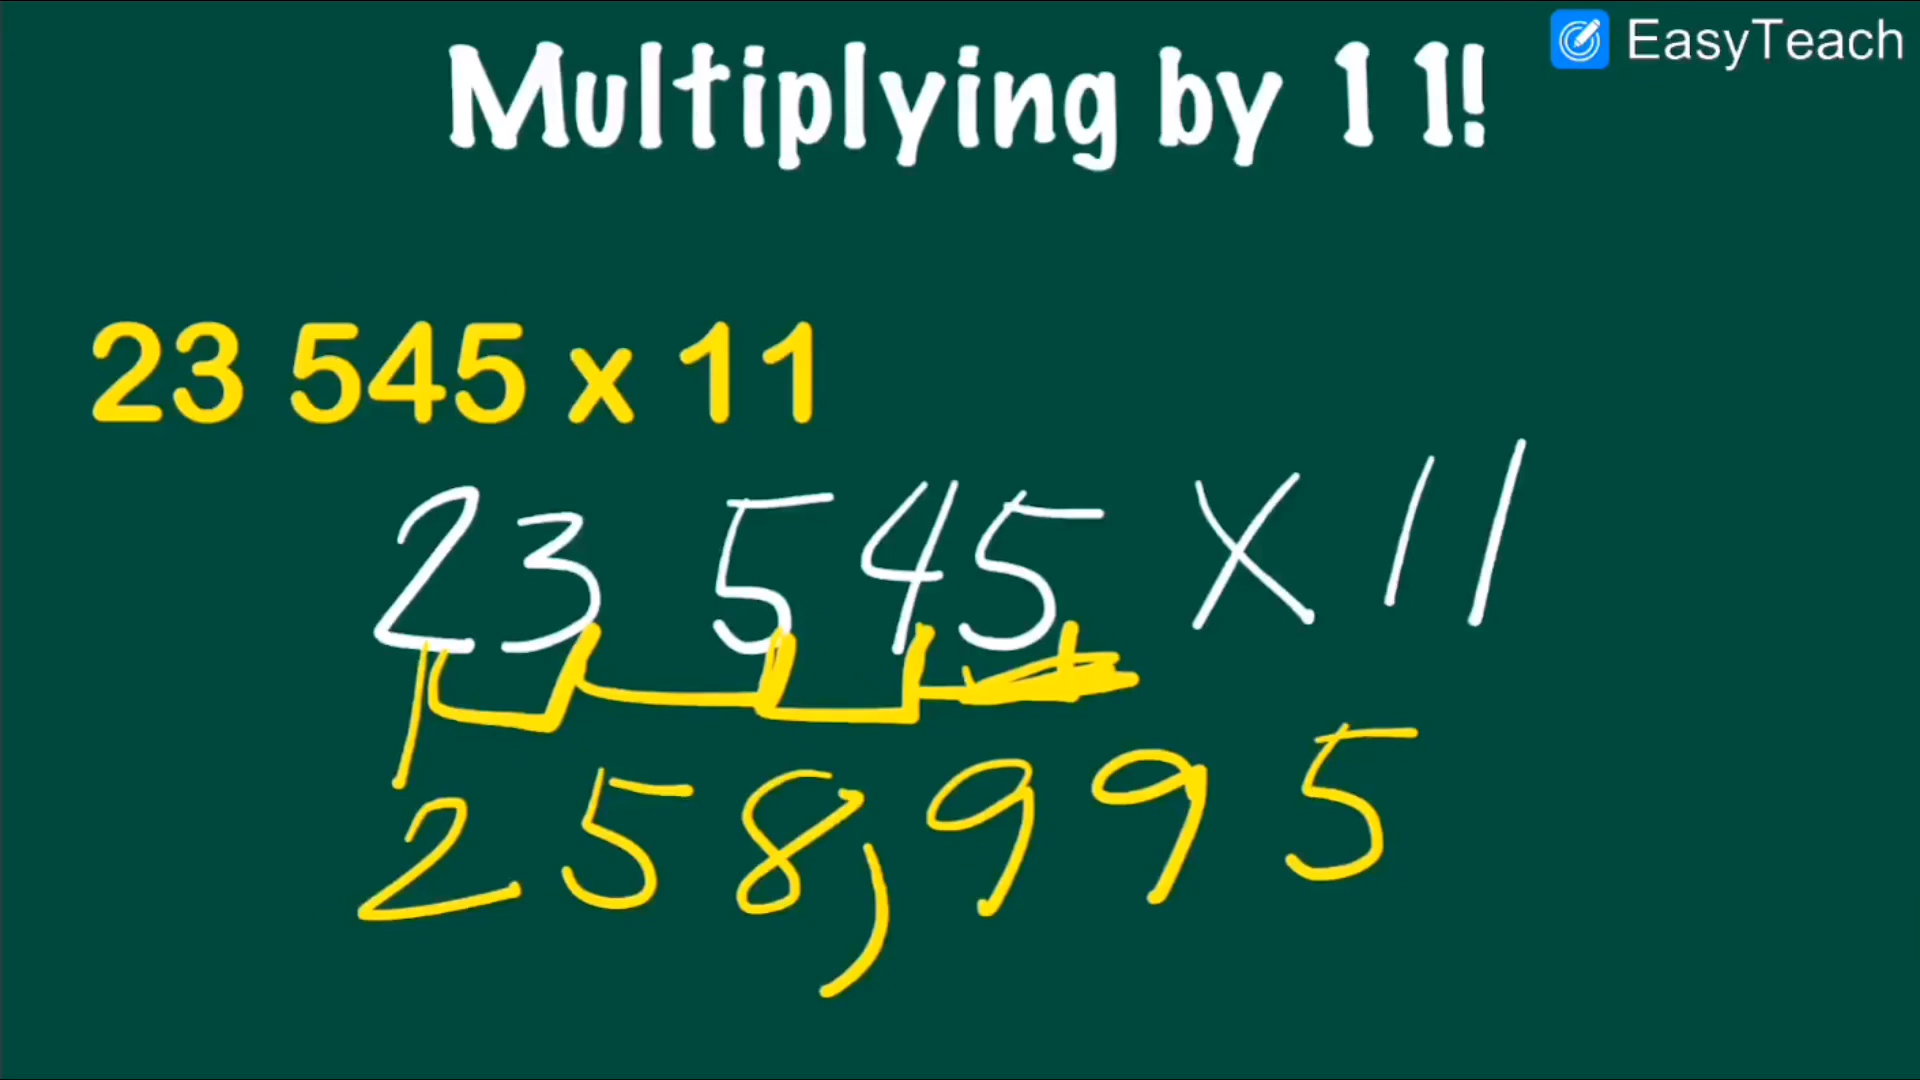 EasyTeach
Multiplying by 11!
23 545 x 11
23 545 x 11
258,995